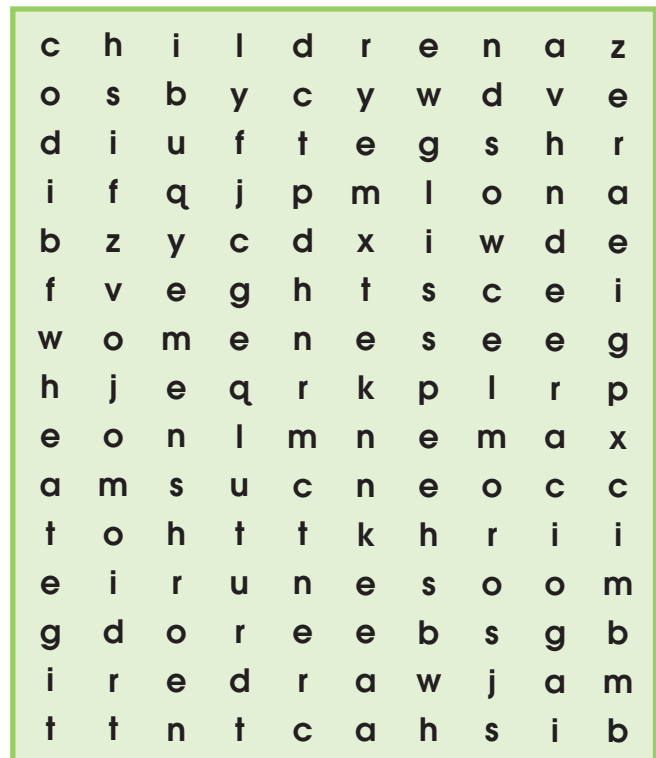 c h i l d r e n a z
o s b y c y w d v e
d i u f t e g s h r
i f q j p m l o n a
b z y c d x i w d e
f v e g h t s c e i
w o m e n e s e e g
h j e q r k p l r p
e o n l m n e m a x
a m s u c n e o c c
t o h t t k h r i i
e i r u n e s o o m
g d o r e e b s g b
i r e d r a w j a m
t t n t c a h s i b